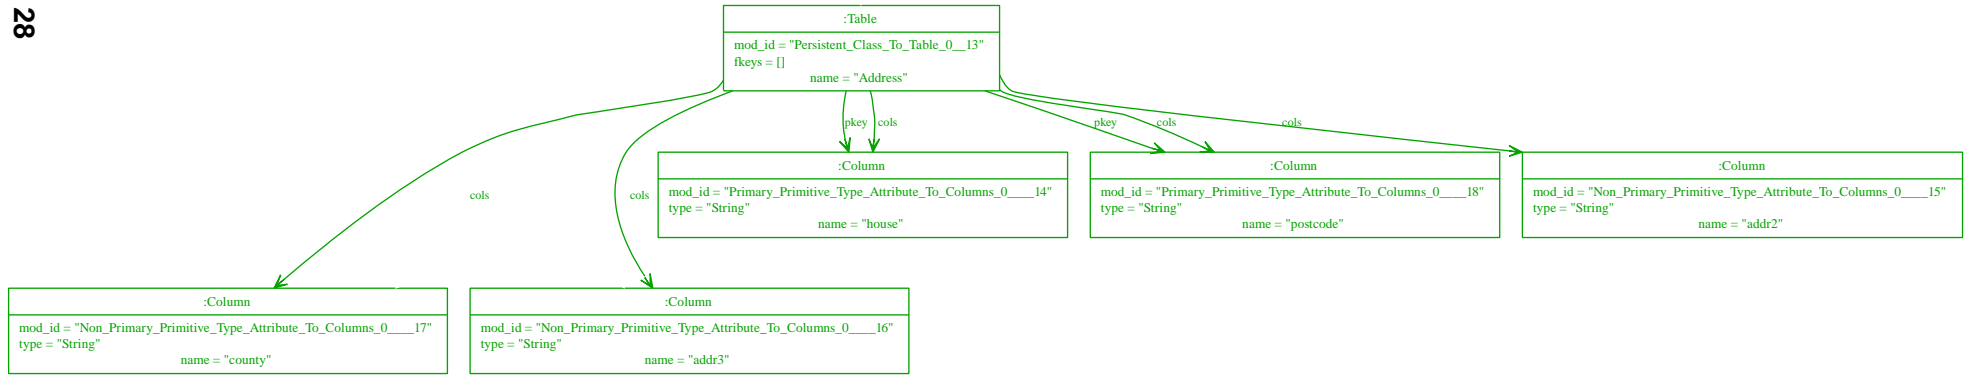 28
:Table
mod_id = "Persistent_Class_To_Table_0__13"
fkeys = []
name = "Address"
pkey
cols
pkey
cols
cols
cols
cols
:Column
mod_id = "Primary_Primitive_Type_Attribute_To_Columns_0____14"
type = "String"
name = "house"
:Column
mod_id = "Primary_Primitive_Type_Attribute_To_Columns_0____18"
type = "String"
name = "postcode"
:Column
mod_id = "Non_Primary_Primitive_Type_Attribute_To_Columns_0____15"
type = "String"
name = "addr2"
:Column
mod_id = "Non_Primary_Primitive_Type_Attribute_To_Columns_0____17"
type = "String"
name = "county"
:Column
mod_id = "Non_Primary_Primitive_Type_Attribute_To_Columns_0____16"
type = "String"
name = "addr3"